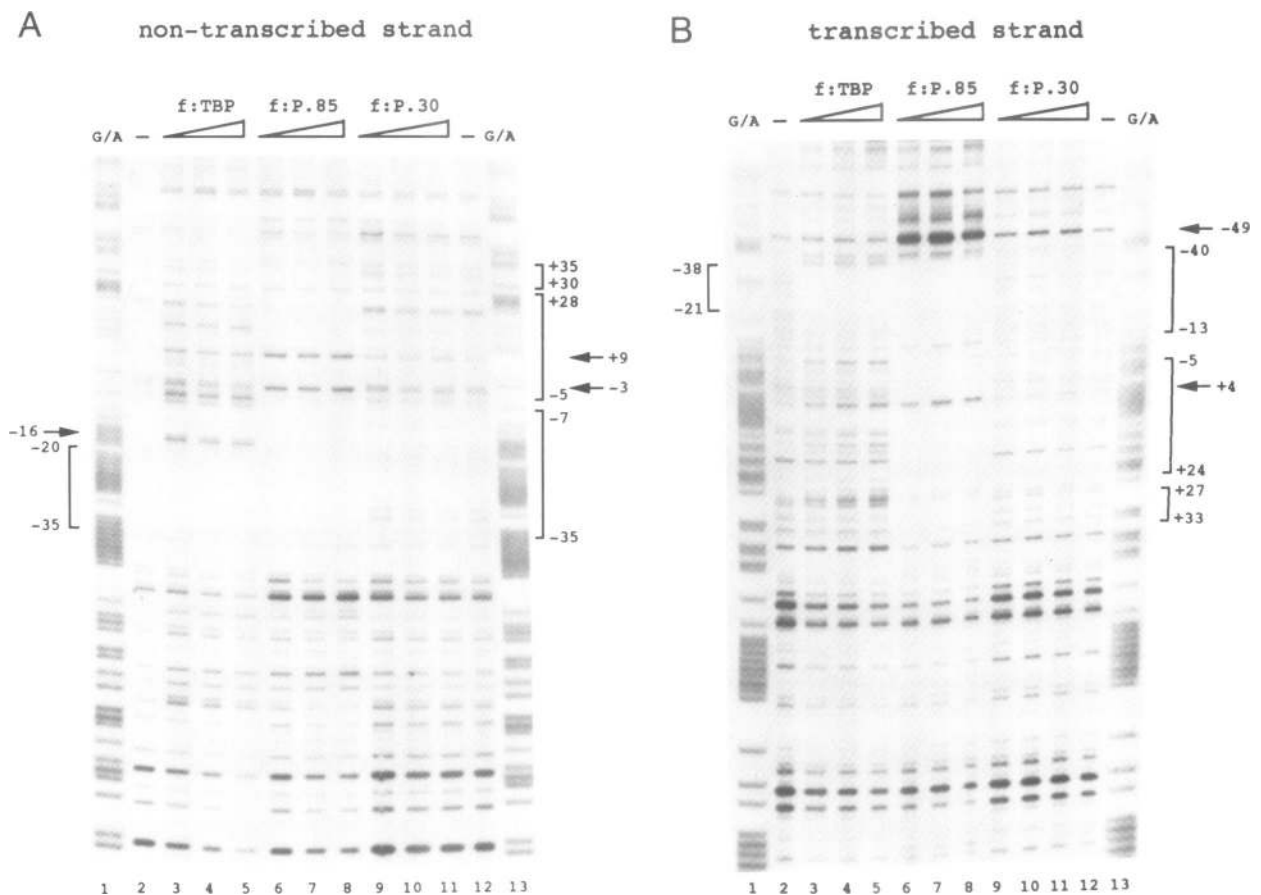 A non-transcribed strand
f:TBP f:P.85 f:P.30
G/A – – G/A
+35
+30
+28
+9
-3
-5
-7
-16
-20
-35
-35
1 2 3 4 5 6 7 8 9 10 11 12 13
B transcribed strand
f:TBP f:P.85 f:P.30
G/A – – G/A
-49
-40
-38
-21
-13
-5
+4
+24
+27
+33
1 2 3 4 5 6 7 8 9 10 11 12 13